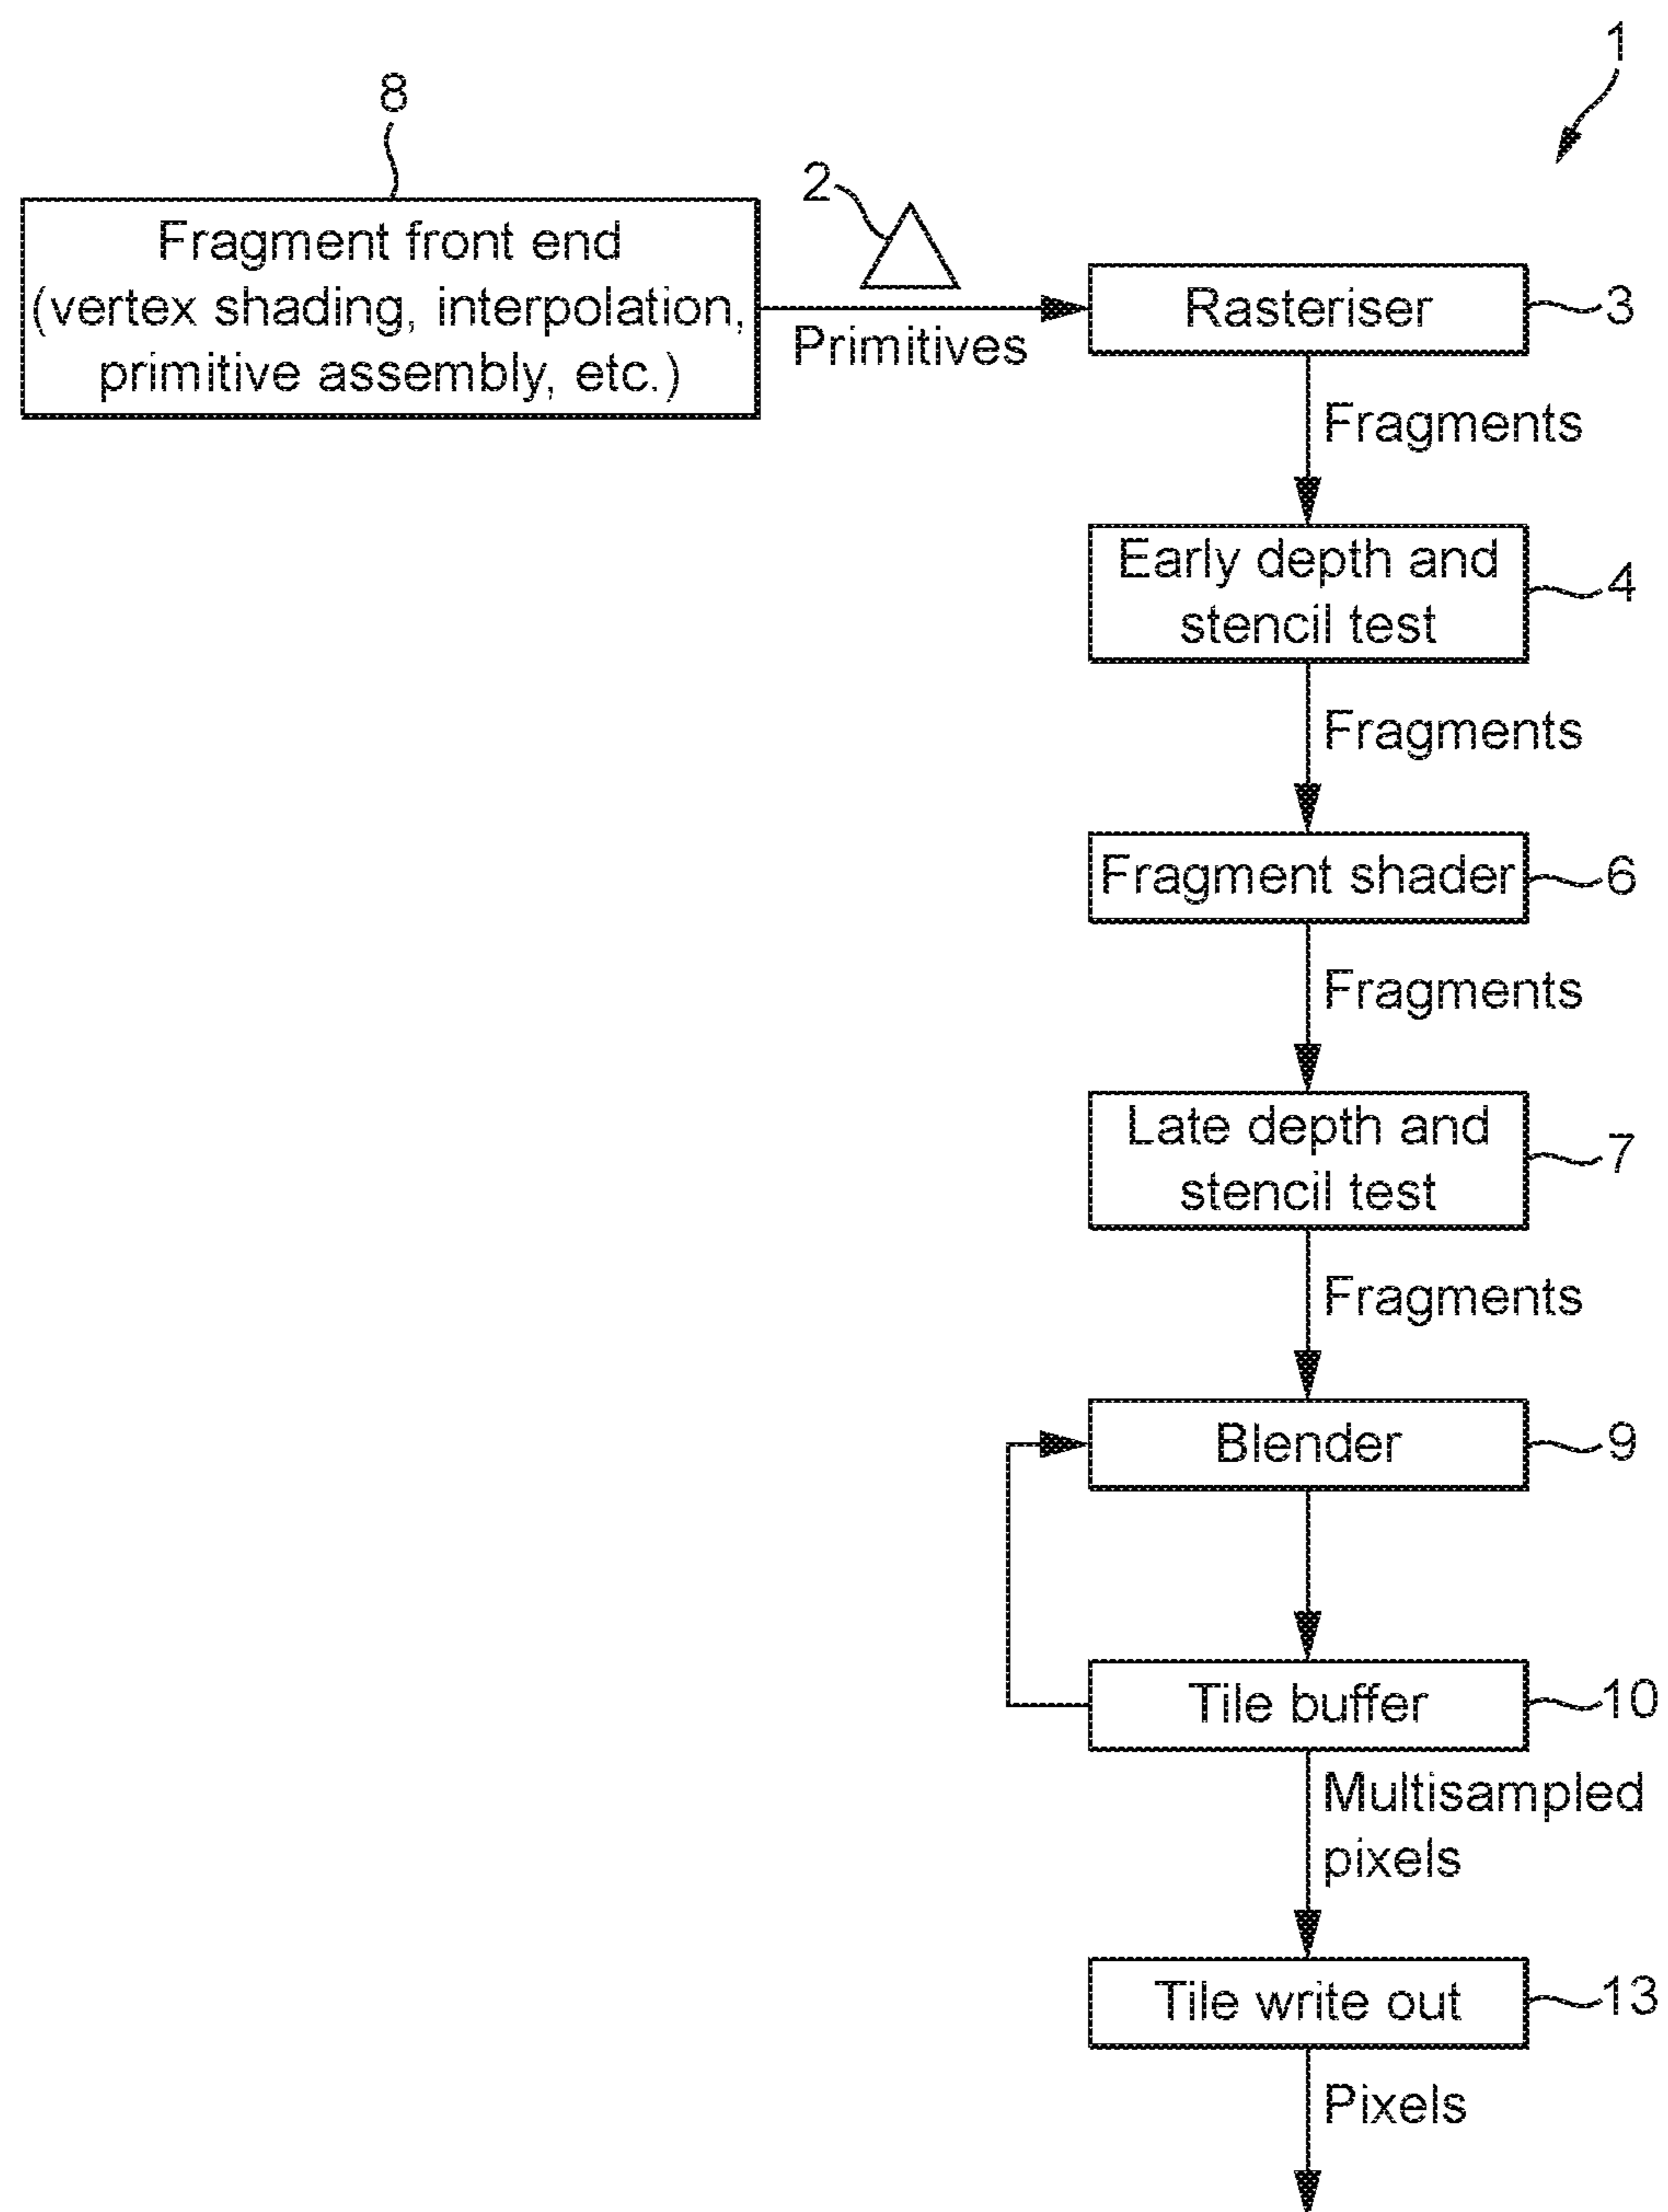 1
8
Fragment front end
(vertex shading, interpolation,
primitive assembly, etc.)
2
Primitives
Rasteriser
3
Fragments
Early depth and
stencil test
4
Fragments
Fragment shader
6
Fragments
Late depth and
stencil test
7
Fragments
Blender
9
Tile buffer
10
Multisampled
pixels
Tile write out
13
Pixels